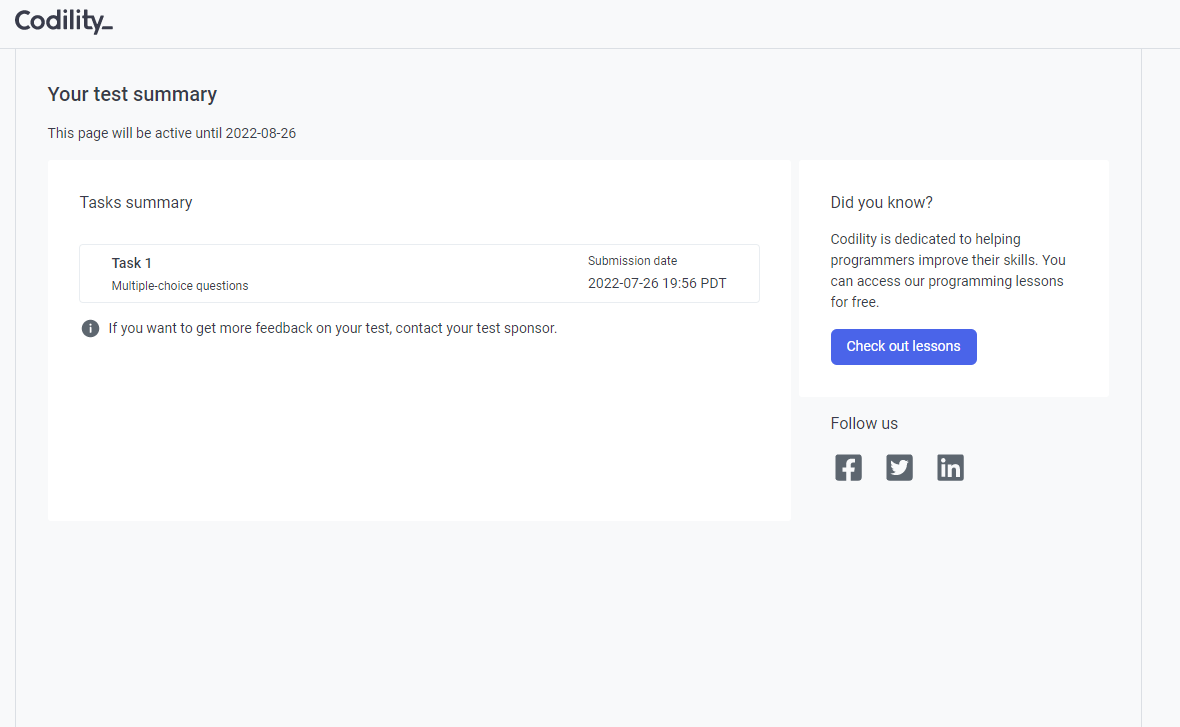 Codility_
Your test summary
This page will be active until 2022-08-26
Tasks summary
Task 1
Multiple-choice questions
Submission date
2022-07-26 19:56 PDT
If you want to get more feedback on your test, contact your test sponsor.
Did you know?
Codility is dedicated to helping
programmers improve their skills. You
can access our programming lessons
for free.
Check out lessons
Follow us